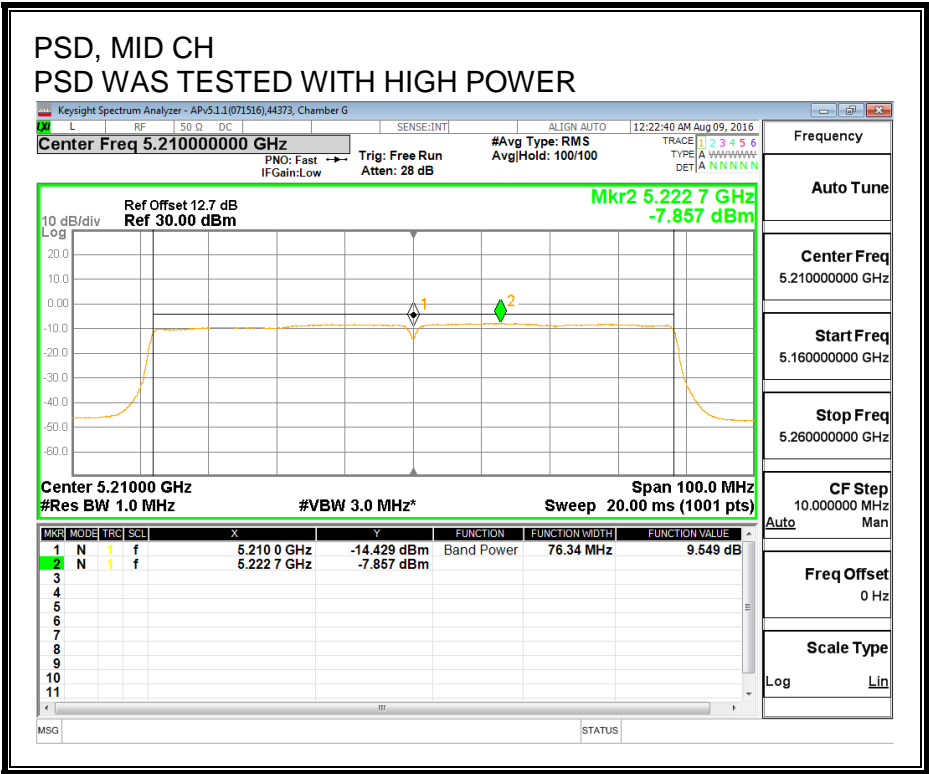 PSD, MID CH
PSD WAS TESTED WITH HIGH POWER
Keysight Spectrum Analyzer - APv5.1.1(071516),44373, Chamber G
LXI L RF 50 Ω DC SENSE:INT ALIGN AUTO 12:22:40 AM Aug 09, 2016
Center Freq 5.210000000 GHz
PNO: Fast
IFGain:Low
Trig: Free Run
Atten: 28 dB
#Avg Type: RMS
Avg|Hold: 100/100
TRACE 1 2 3 4 5 6
TYPE A WWWWW
DET A N N N N N
Mkr2 5.222 7 GHz
-7.857 dBm
Ref Offset 12.7 dB
10 dB/div Ref 30.00 dBm
Log
20.0
10.0
0.00
-10.0
-20.0
-30.0
-40.0
-50.0
-60.0
1
2
Center 5.21000 GHz Span 100.0 MHz
#Res BW 1.0 MHz #VBW 3.0 MHz* Sweep 20.00 ms (1001 pts)
MKR MODE TRC SCL X Y FUNCTION FUNCTION WIDTH FUNCTION VALUE
1 N 1 f 5.210 0 GHz -14.429 dBm Band Power 76.34 MHz 9.549 dB
2 N 1 f 5.222 7 GHz -7.857 dBm
3
4
5
6
7
8
9
10
11
MSG STATUS
Frequency
Auto Tune
Center Freq
5.210000000 GHz
Start Freq
5.160000000 GHz
Stop Freq
5.260000000 GHz
CF Step
10.000000 MHz
Auto Man
Freq Offset
0 Hz
Scale Type
Log Lin